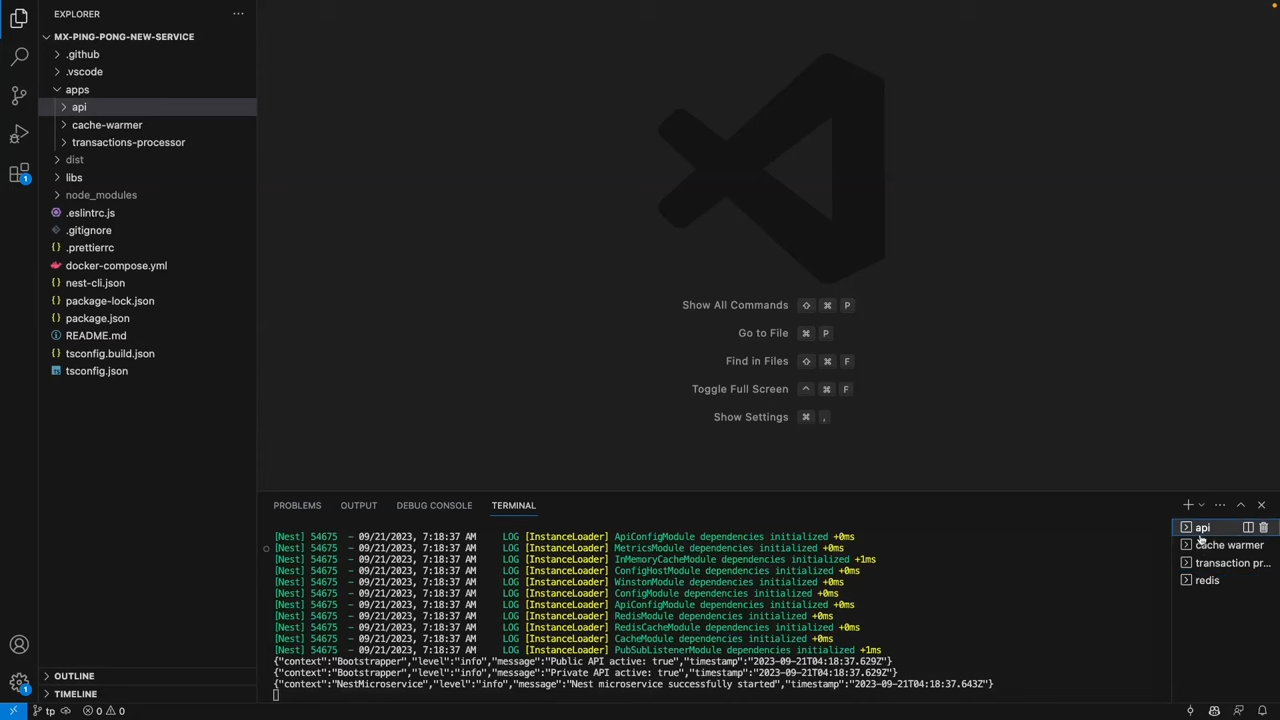 EXPLORER
MX-PING-PONG-NEW-SERVICE
.github
.vscode
apps
api
cache-warmer
transactions-processor
dist
libs
node_modules
.eslintrc.js
.gitignore
.prettierrc
docker-compose.yml
nest-cli.json
package-lock.json
package.json
README.md
tsconfig.build.json
tsconfig.json
OUTLINE
TIMELINE
Show All Commands ⇧ ⌘ P
Go to File ⌘ P
Find in Files ⇧ ⌘ F
Toggle Full Screen ^ ⌘ F
Show Settings ⌘ ,
PROBLEMS OUTPUT DEBUG CONSOLE TERMINAL
[Nest] 54675 - 09/21/2023, 7:18:37 AM LOG [InstanceLoader] ApiConfigModule dependencies initialized +0ms
[Nest] 54675 - 09/21/2023, 7:18:37 AM LOG [InstanceLoader] MetricsModule dependencies initialized +0ms
[Nest] 54675 - 09/21/2023, 7:18:37 AM LOG [InstanceLoader] InMemoryCacheModule dependencies initialized +1ms
[Nest] 54675 - 09/21/2023, 7:18:37 AM LOG [InstanceLoader] ConfigHostModule dependencies initialized +0ms
[Nest] 54675 - 09/21/2023, 7:18:37 AM LOG [InstanceLoader] WinstonModule dependencies initialized +0ms
[Nest] 54675 - 09/21/2023, 7:18:37 AM LOG [InstanceLoader] ConfigModule dependencies initialized +0ms
[Nest] 54675 - 09/21/2023, 7:18:37 AM LOG [InstanceLoader] ApiConfigModule dependencies initialized +0ms
[Nest] 54675 - 09/21/2023, 7:18:37 AM LOG [InstanceLoader] RedisModule dependencies initialized +0ms
[Nest] 54675 - 09/21/2023, 7:18:37 AM LOG [InstanceLoader] RedisCacheModule dependencies initialized +0ms
[Nest] 54675 - 09/21/2023, 7:18:37 AM LOG [InstanceLoader] CacheModule dependencies initialized +0ms
[Nest] 54675 - 09/21/2023, 7:18:37 AM LOG [InstanceLoader] PubSubListenerModule dependencies initialized +1ms
{"context":"Bootstrapper","level":"info","message":"Public API active: true","timestamp":"2023-09-21T04:18:37.629Z"}
{"context":"Bootstrapper","level":"info","message":"Private API active: true","timestamp":"2023-09-21T04:18:37.629Z"}
{"context":"NestMicroservice","level":"info","message":"Nest microservice successfully started","timestamp":"2023-09-21T04:18:37.643Z"}
api
cache warmer
transaction pr...
redis
1
1
tp
0 0